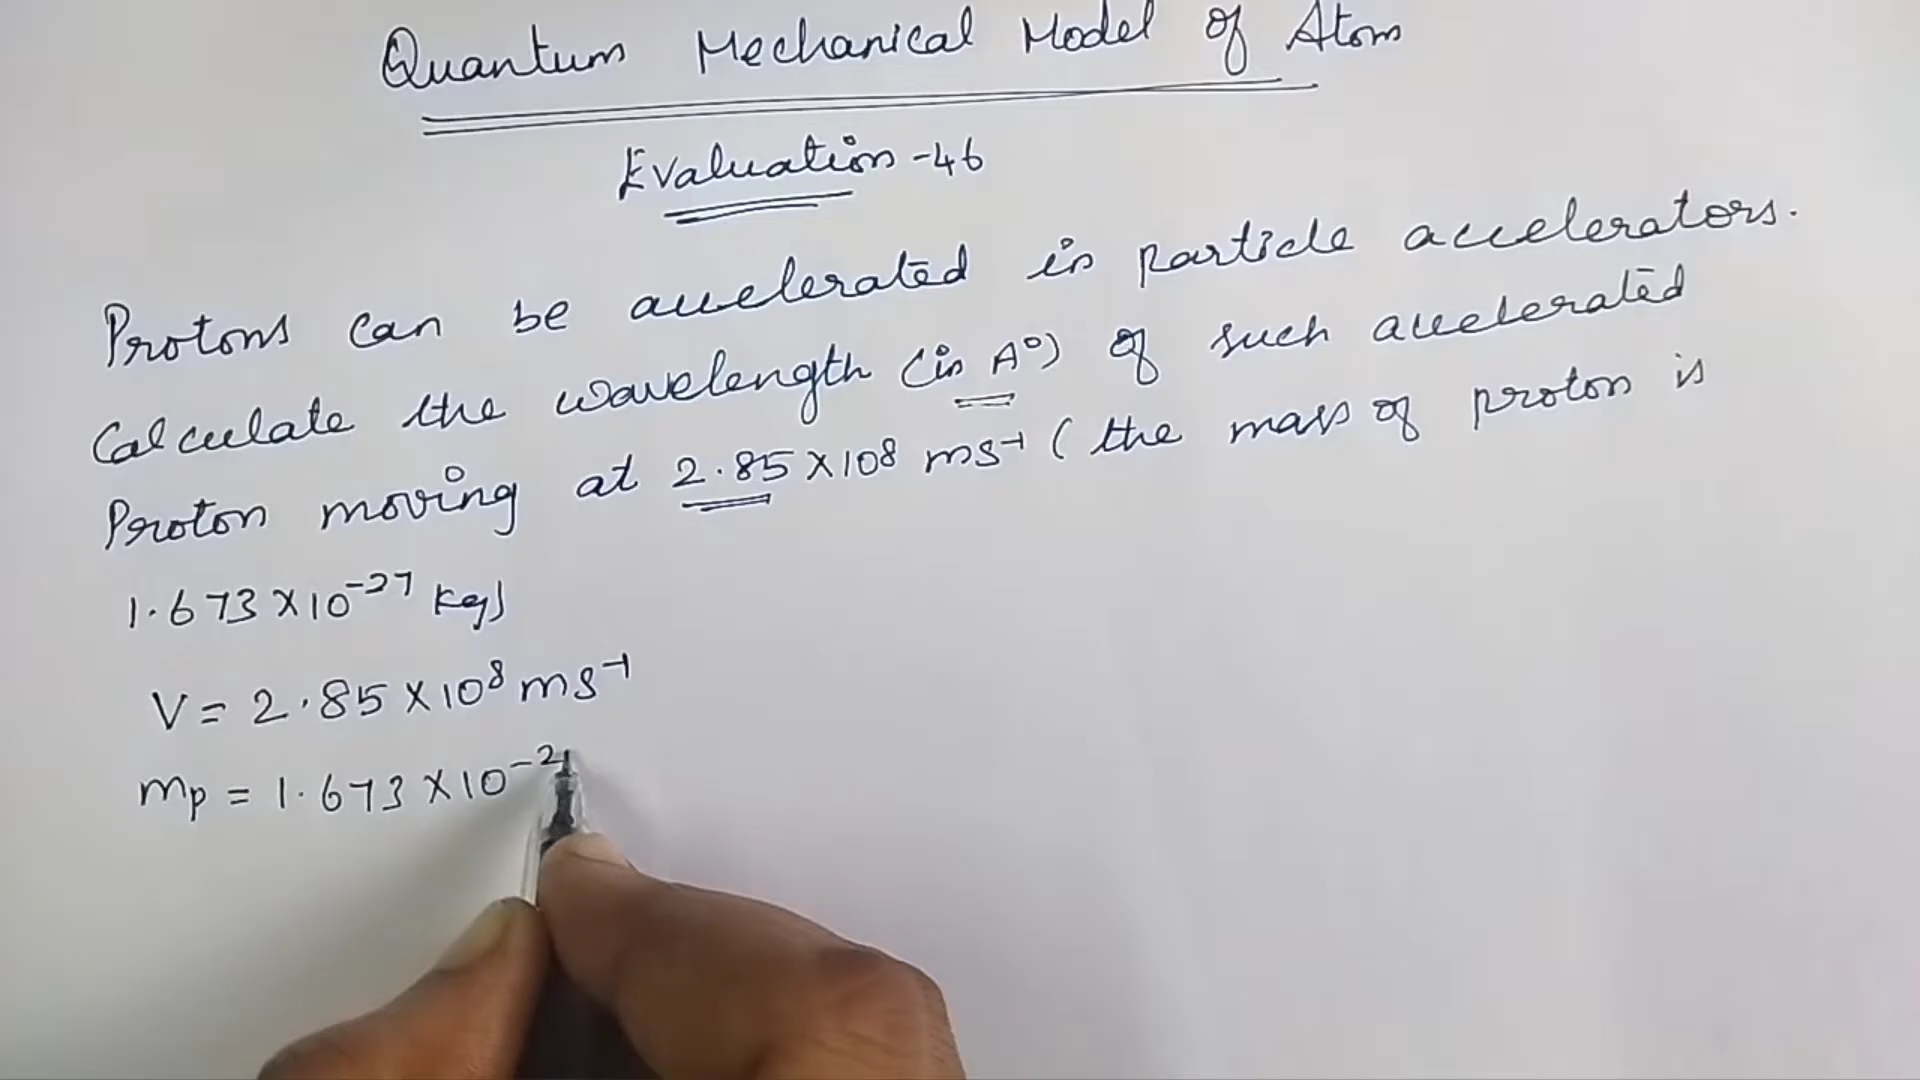 Quantum Mechanical Model of Atom
Evaluation-46
Protons can be accelerated in particle accelerators.
Calculate the wavelength (in A°) of such accelerated
Proton moving at 2.85×10⁸ ms⁻¹ (the mass of proton is
1.673×10⁻²⁷ kg)
V = 2.85×10⁸ ms⁻¹
mp = 1.673×10⁻²